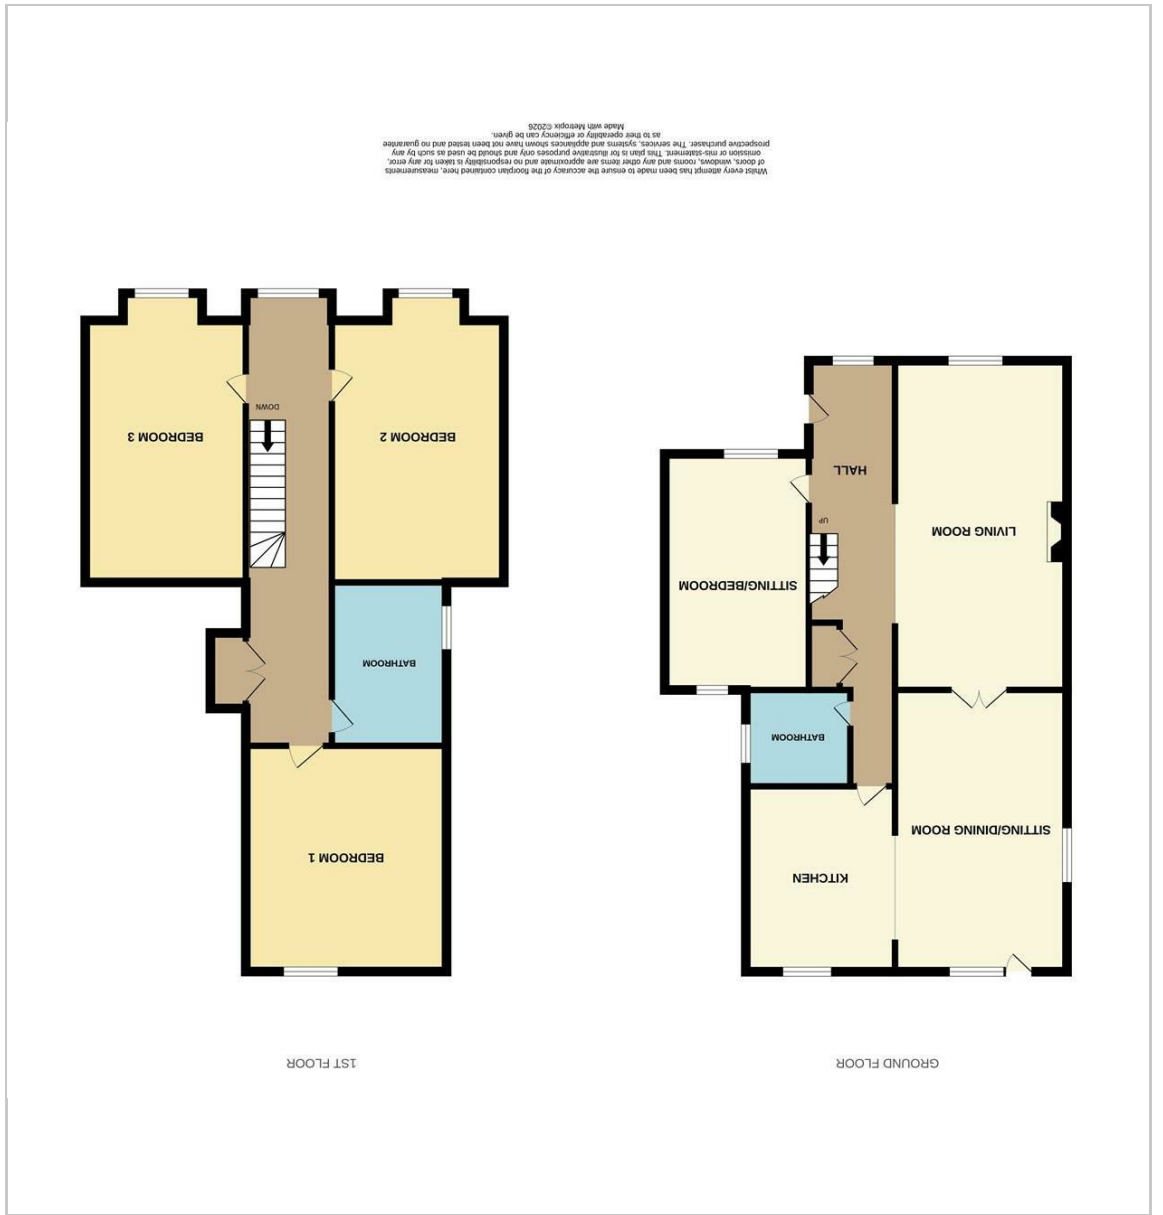 GROUND FLOOR
1ST FLOOR
SITTING/DINING ROOM
KITCHEN
BATHROOM
SITTING/BEDROOM
LIVING ROOM
UP
HALL
BEDROOM 1
BATHROOM
BEDROOM 2
BEDROOM 3
DOWN
Whilst every attempt has been made to ensure the accuracy of the floorplan contained here, measurements
of doors, windows, rooms and any other items are approximate and no responsibility is taken for any error,
omission or mis-statement. This plan is for illustrative purposes only and should be used as such by any
prospective purchaser. The services, systems and appliances shown have not been tested and no guarantee
as to their operability or efficiency can be given.
Made with Metropix ©2026